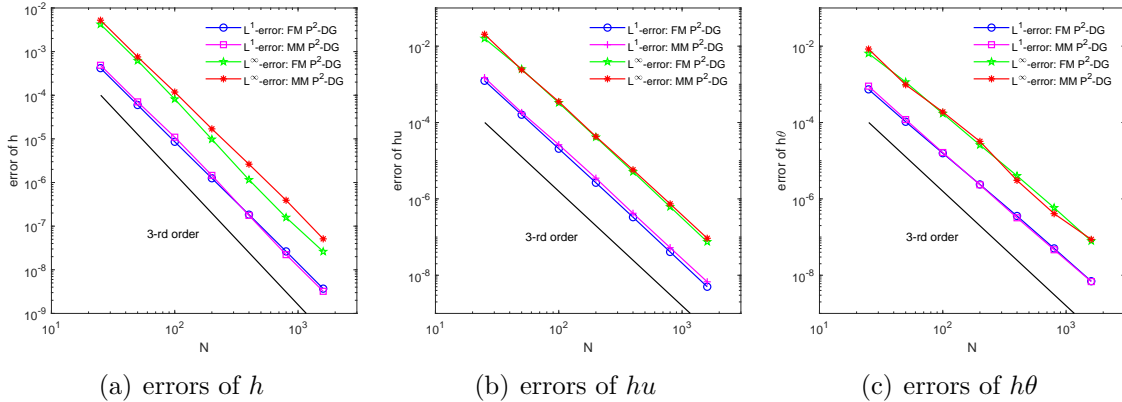 error of h
10^-2
10^-3
10^-4
10^-5
10^-6
10^-7
10^-8
10^-9
L^1-error: FM P^2-DG
L^1-error: MM P^2-DG
L^∞-error: FM P^2-DG
L^∞-error: MM P^2-DG
3-rd order
10^1
10^2
10^3
N
(a) errors of h
error of hu
10^-2
10^-4
10^-6
10^-8
L^1-error: FM P^2-DG
L^1-error: MM P^2-DG
L^∞-error: FM P^2-DG
L^∞-error: MM P^2-DG
3-rd order
10^1
10^2
10^3
N
(b) errors of hu
error of hθ
10^-2
10^-4
10^-6
10^-8
L^1-error: FM P^2-DG
L^1-error: MM P^2-DG
L^∞-error: FM P^2-DG
L^∞-error: MM P^2-DG
3-rd order
10^1
10^2
10^3
N
(c) errors of hθ